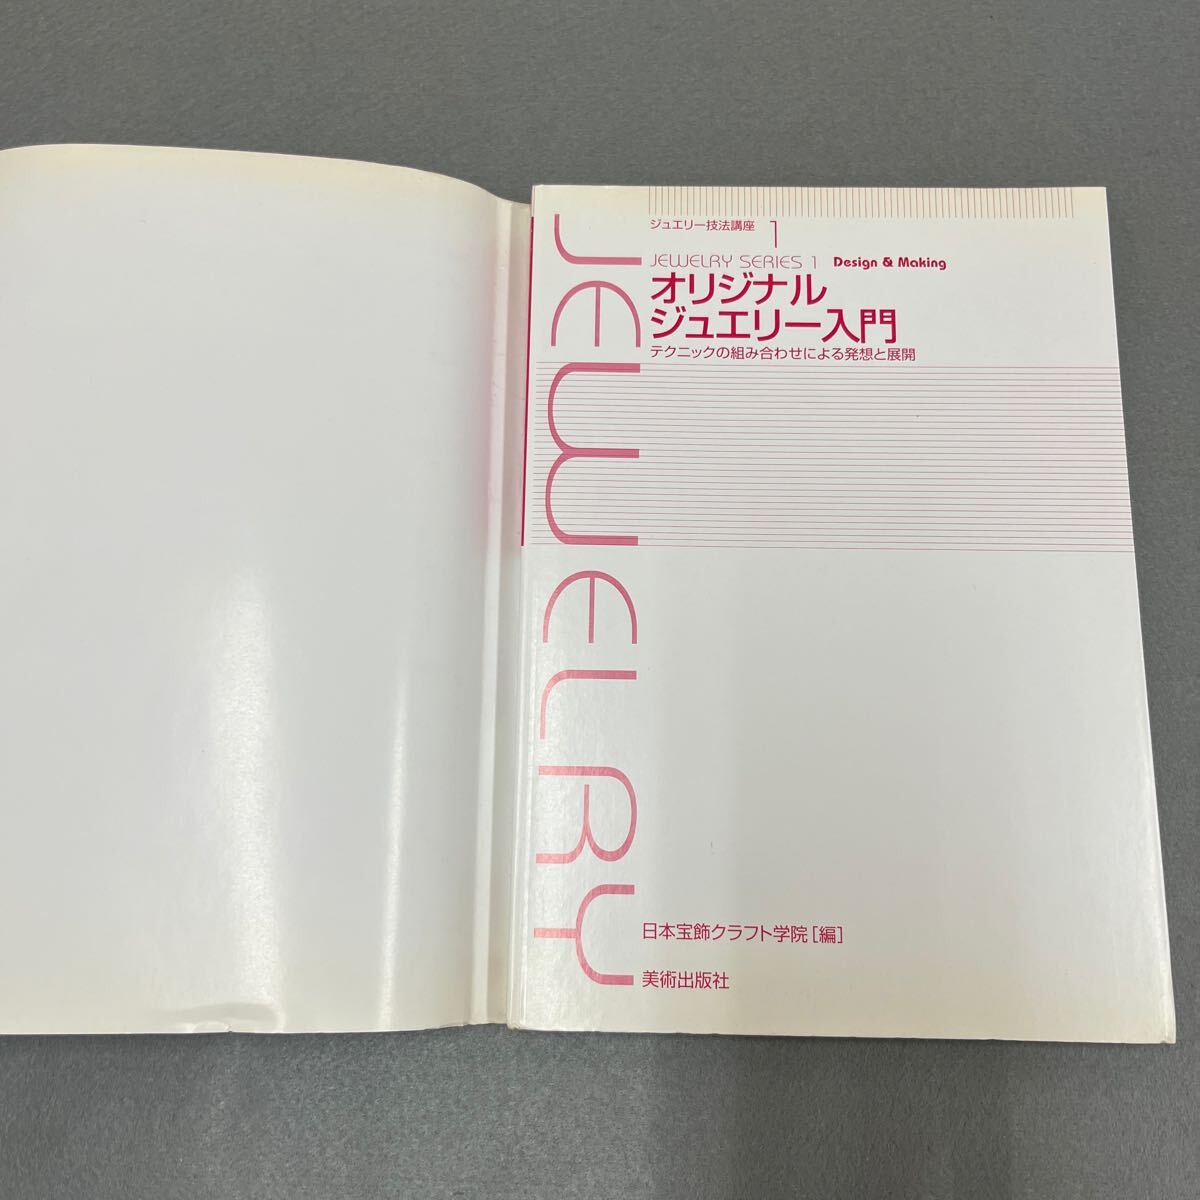 ジュエリー技法講座 1
JEWELRY SERIES 1 Design & Making
オリジナル
ジュエリー入門
テクニックの組み合わせによる発想と展開
JEWELRY
日本宝飾クラフト学院[編]
美術出版社